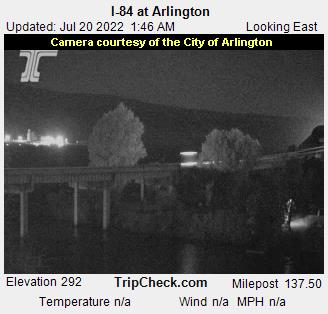 I-84 at Arlington
Updated: Jul 20 2022 1:46 AM Looking East
Camera courtesy of the City of Arlington
Elevation 292 TripCheck.com Milepost 137.50
Temperature n/a Wind n/a MPH n/a